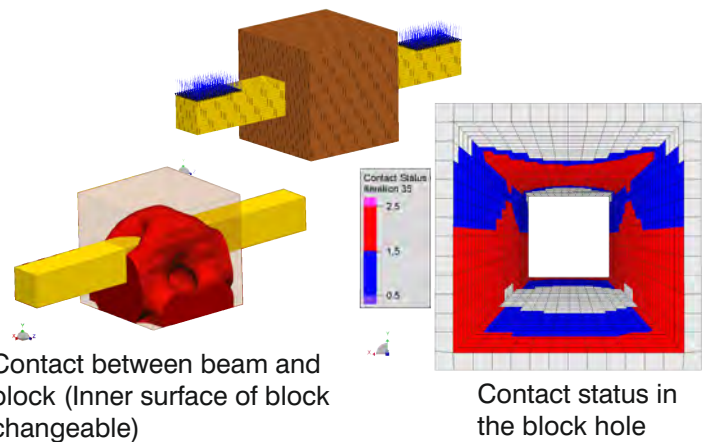 Contact Status
Iteration 35
2.5
1.5
0.5
Contact between beam and
block (Inner surface of block
changeable)
Contact status in
the block hole